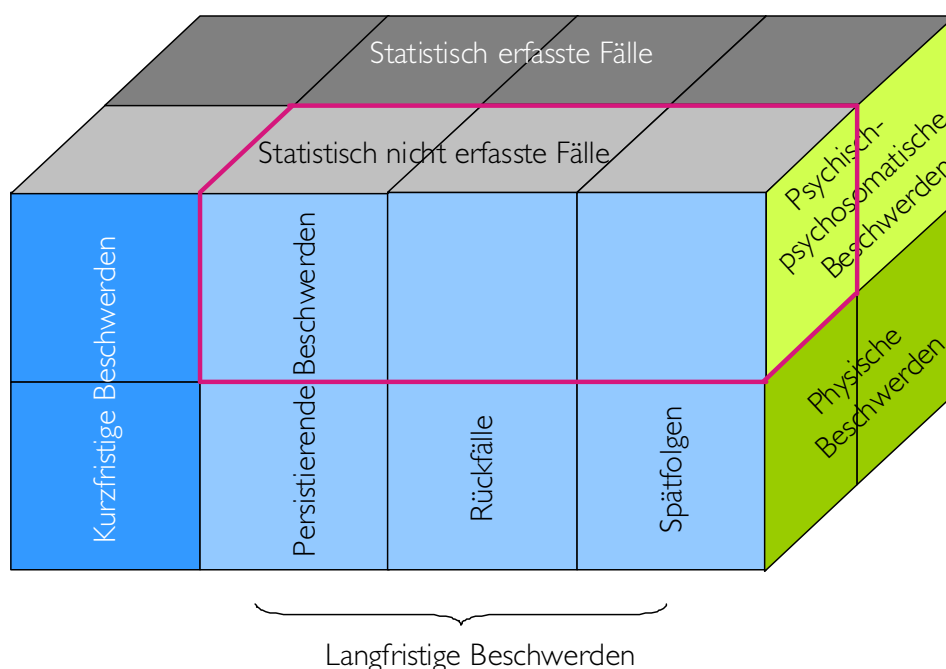 Statistisch erfasste Fälle
Statistisch nicht erfasste Fälle
Psychisch-
psychosomatische
Beschwerden
Kurzfristige Beschwerden
Persistierende Beschwerden
Rückfälle
Spätfolgen
Physische
Beschwerden
Langfristige Beschwerden